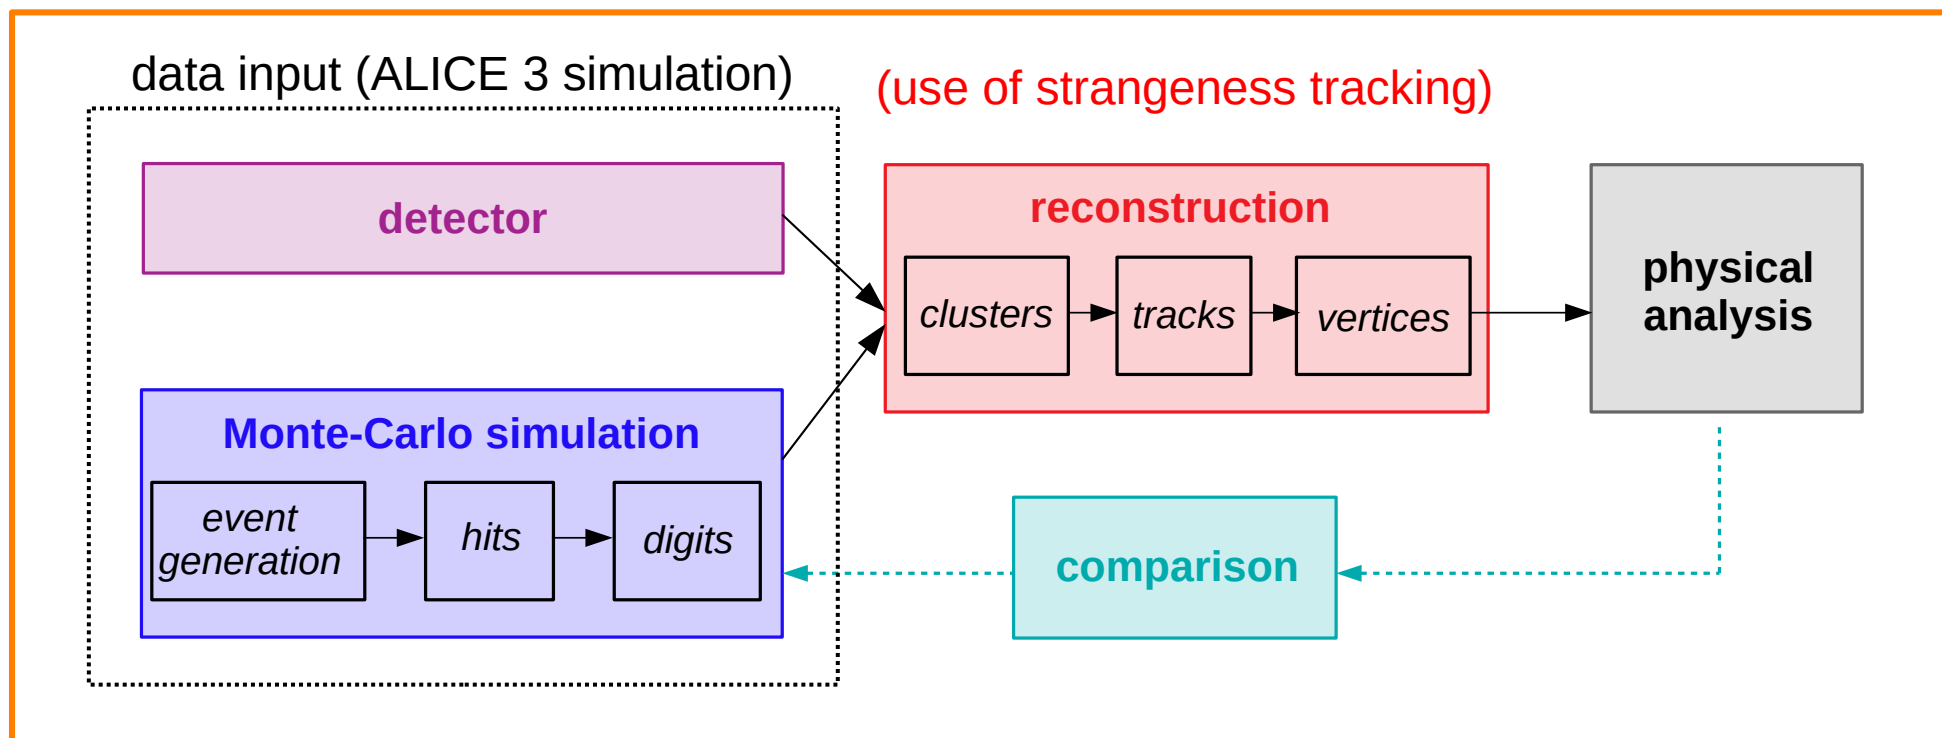 data input (ALICE 3 simulation)
(use of strangeness tracking)
detector
reconstruction
clusters
tracks
vertices
physical
analysis
Monte-Carlo simulation
event
generation
hits
digits
comparison